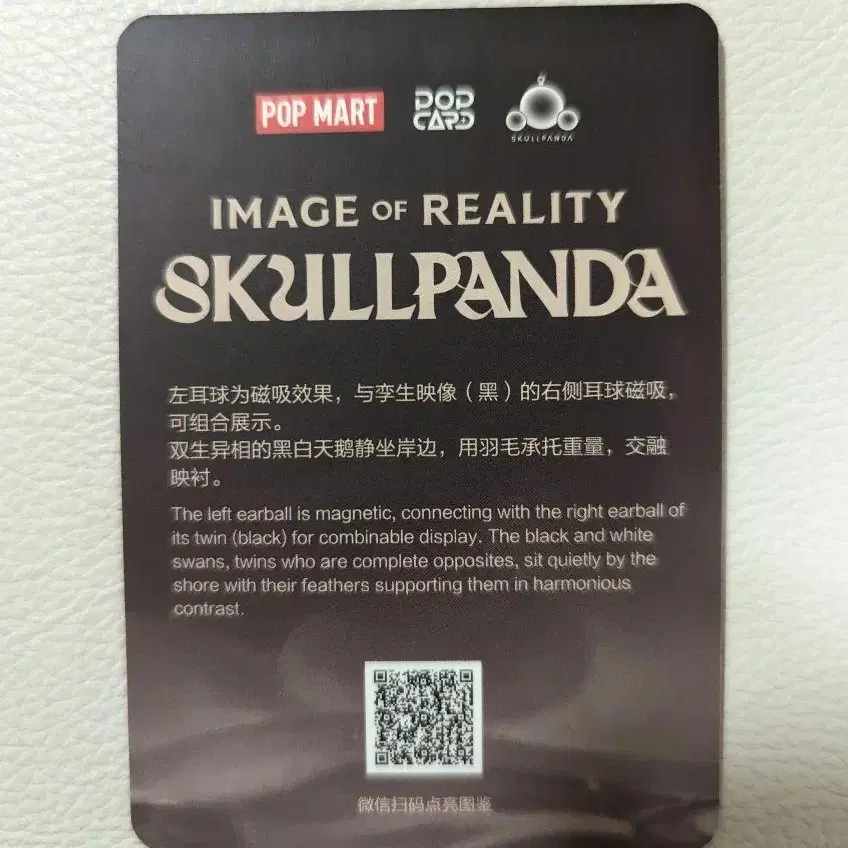 POP MART
POP CARD
SKULLPANDA
IMAGE OF REALITY
SKULLPANDA
左耳球为磁吸效果，与孪生映像（黑）的右侧耳球磁吸，
可组合展示。
双生异相的黑白天鹅静坐岸边，用羽毛承托重量，交融
映衬。
The left earball is magnetic, connecting with the right earball of
its twin (black) for combinable display. The black and white
swans, twins who are complete opposites, sit quietly by the
shore with their feathers supporting them in harmonious
contrast.
微信扫码点亮图鉴